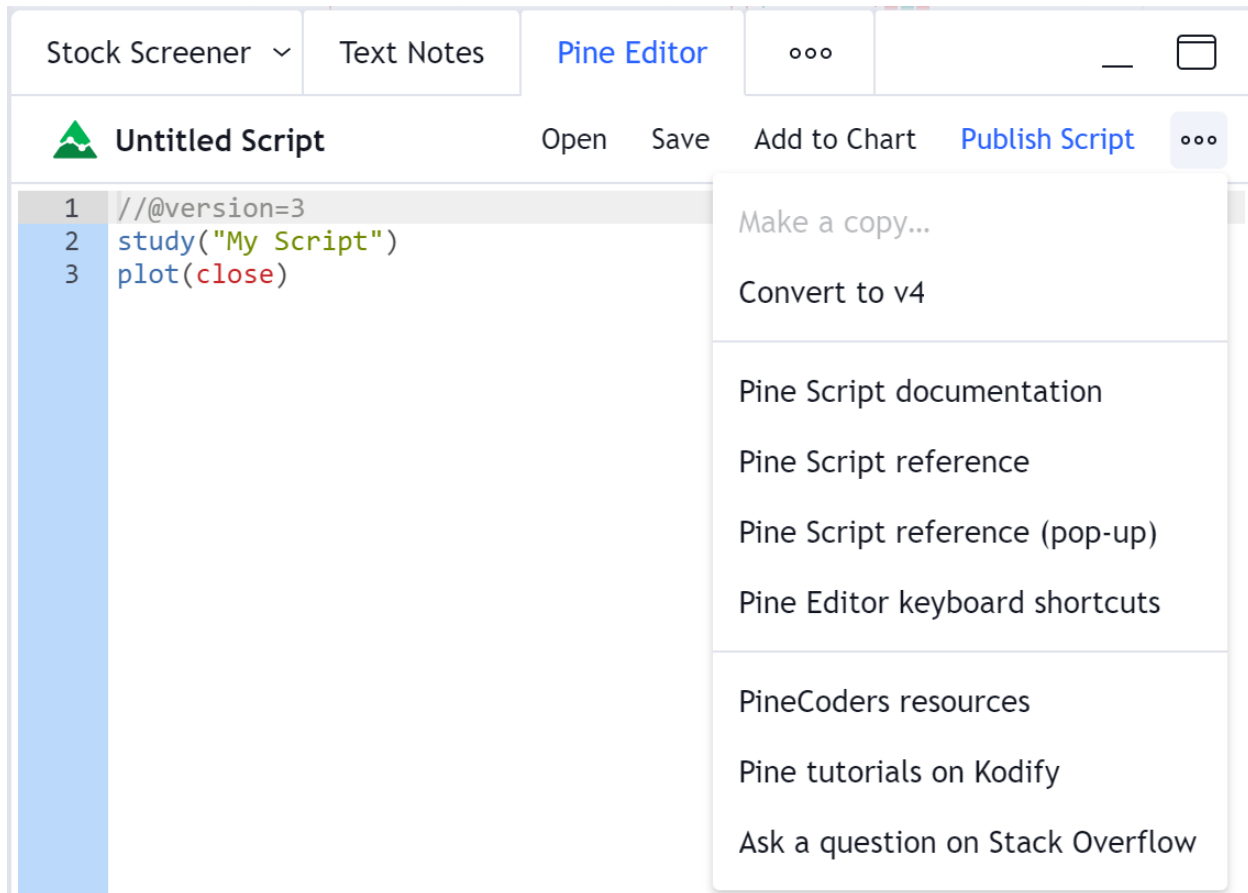 Stock Screener
Text Notes
Pine Editor
Untitled Script
Open
Save
Add to Chart
Publish Script
1 //@version=3
2 study("My Script")
3 plot(close)
Make a copy...
Convert to v4
Pine Script documentation
Pine Script reference
Pine Script reference (pop-up)
Pine Editor keyboard shortcuts
PineCoders resources
Pine tutorials on Kodify
Ask a question on Stack Overflow